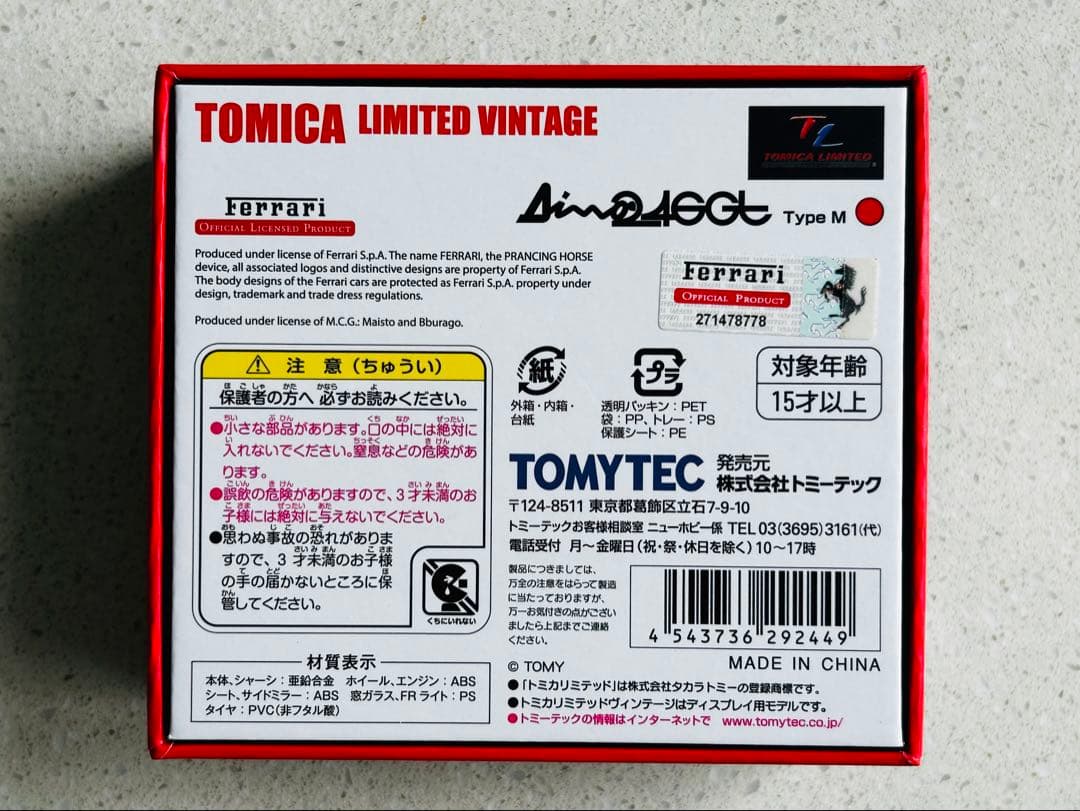 TOMICA LIMITED VINTAGE
TL
TOMICA LIMITED
Dino 246Gt Type M
Ferrari
OFFICIAL LICENSED PRODUCT
Produced under license of Ferrari S.p.A. The name FERRARI, the PRANCING HORSE
device, all associated logos and distinctive designs are property of Ferrari S.p.A.
The body designs of the Ferrari cars are protected as Ferrari S.p.A. property under
design, trademark and trade dress regulations.
Produced under license of M.C.G.: Maisto and Bburago.
Ferrari
OFFICIAL PRODUCT
271478778
注 意(ちゅうい)
保護者の方へ 必ずお読みください。
●小さな部品があります。口の中には絶対に
入れないでください。窒息などの危険があ
ります。
●誤飲の危険がありますので、3才未満のお
子様には絶対に与えないでください。
●思わぬ事故の恐れがありま
すので、3才未満のお子様
の手の届かないところに保
管してください。
くちにいれない
紙
外箱・内箱・
台紙
プラ
透明パッキン:PET
袋:PP、トレー:PS
保護シート:PE
対象年齢
15才以上
TOMYTEC 発売元
株式会社トミーテック
〒124-8511 東京都葛飾区立石7-9-10
トミーテックお客様相談室 ニューホビー係 TEL 03(3695)3161(代)
電話受付 月〜金曜日(祝・祭・休日を除く)10〜17時
製品につきましては、
万全の注意をはらって製造
に当たっておりますが、
万一お気付きの点がござい
ましたら上記までご連絡
ください。
4 543736 292449
MADE IN CHINA
材質表示
本体、シャーシ:亜鉛合金 ホイール、エンジン:ABS
シート、サイドミラー:ABS 窓ガラス、FRライト:PS
タイヤ:PVC(非フタル酸)
© TOMY
●「トミカリミテッド」は株式会社タカラトミーの登録商標です。
●トミカリミテッドヴィンテージはディスプレイ用モデルです。
●トミーテックの情報はインターネットで www.tomytec.co.jp/